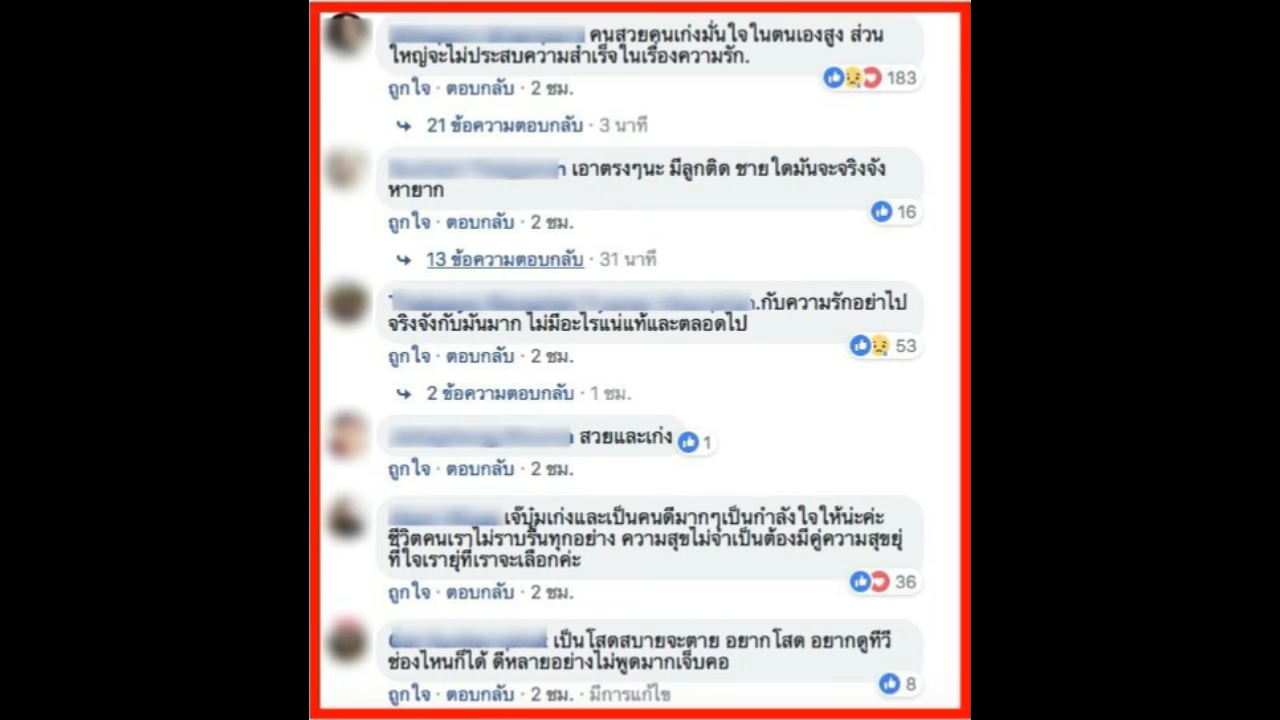 คนสวยคนเก่งมั่นใจในตนเองสูง ส่วน
ใหญ่จะไม่ประสบความสำเร็จในเรื่องความรัก.
183
ถูกใจ · ตอบกลับ · 2 ชม.
21 ข้อความตอบกลับ · 3 นาที
เอาตรงๆนะ มีลูกติด ชายใดมันจะจริงจัง
หายาก
16
ถูกใจ · ตอบกลับ · 2 ชม.
13 ข้อความตอบกลับ · 31 นาที
.กับความรักอย่าไป
จริงจังกับมันมาก ไม่มีอะไรแน่แท้และตลอดไป
53
ถูกใจ · ตอบกลับ · 2 ชม.
2 ข้อความตอบกลับ · 1 ชม.
สวยและเก่ง 1
ถูกใจ · ตอบกลับ · 2 ชม.
เจ๊บุ๋มเก่งและเป็นคนดีมากๆเป็นกำลังใจให้น่ะค่ะ
ชีวิตคนเราไม่ราบรื่นทุกอย่าง ความสุขไม่จำเป็นต้องมีคู่ความสุขยุ่
ที่ใจเรายุ่ที่เราจะเลือกค่ะ
36
ถูกใจ · ตอบกลับ · 2 ชม.
เป็นโสดสบายจะตาย อยากโสด อยากดูทีวี
ช่องไหนก็ได้ ดีหลายอย่างไม่พูดมากเจ็บคอ
8
ถูกใจ · ตอบกลับ · 2 ชม. · มีการแก้ไข